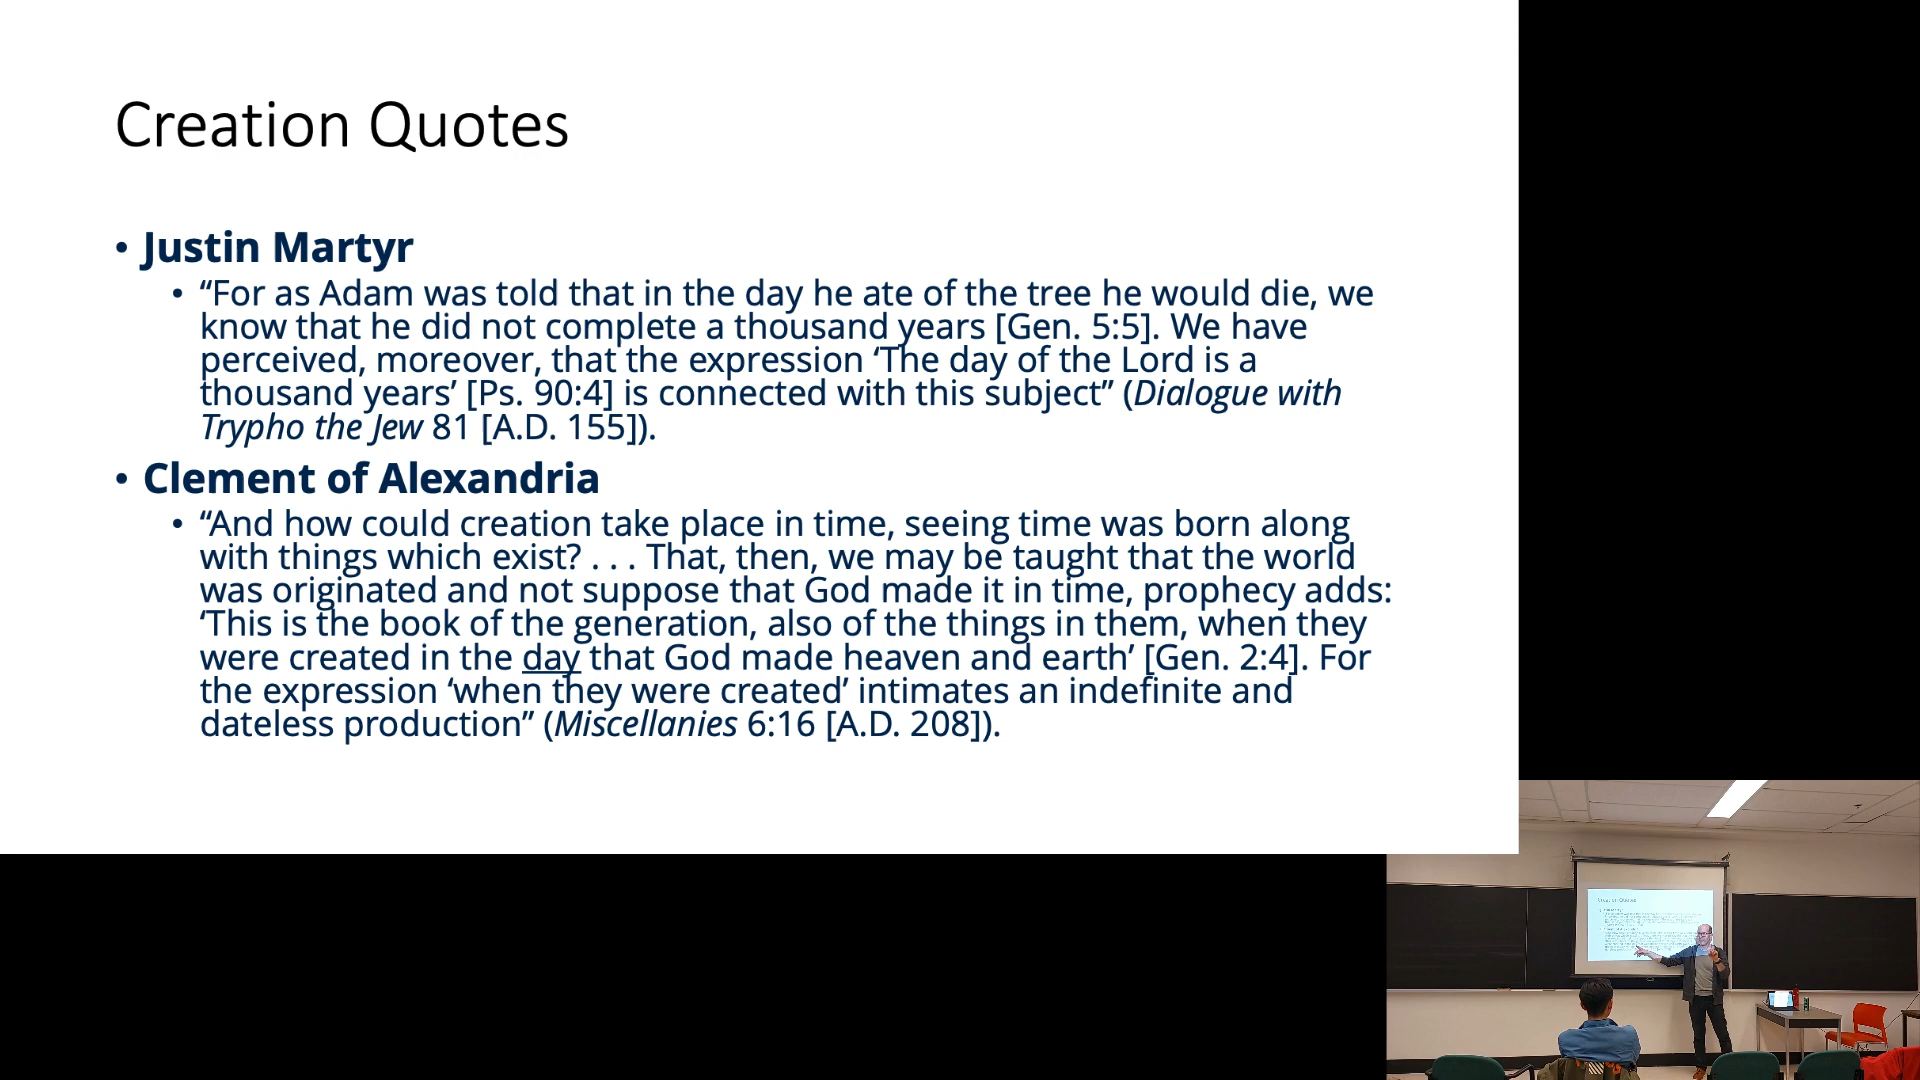 Creation Quotes
• Justin Martyr
• “For as Adam was told that in the day he ate of the tree he would die, we
know that he did not complete a thousand years [Gen. 5:5]. We have
perceived, moreover, that the expression ‘The day of the Lord is a
thousand years’ [Ps. 90:4] is connected with this subject” (Dialogue with
Trypho the Jew 81 [A.D. 155]).
• Clement of Alexandria
• “And how could creation take place in time, seeing time was born along
with things which exist? . . . That, then, we may be taught that the world
was originated and not suppose that God made it in time, prophecy adds:
‘This is the book of the generation, also of the things in them, when they
were created in the day that God made heaven and earth’ [Gen. 2:4]. For
the expression ‘when they were created’ intimates an indefinite and
dateless production” (Miscellanies 6:16 [A.D. 208]).
Creation Quotes